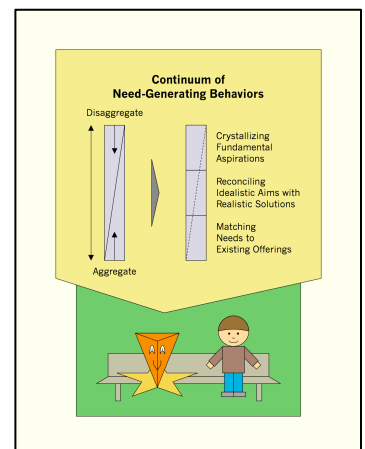 Continuum of
Need-Generating Behaviors
Disaggregate
Crystallizing
Fundamental
Aspirations
Reconciling
Idealistic Aims with
Realistic Solutions
Matching
Needs to
Existing Offerings
Aggregate